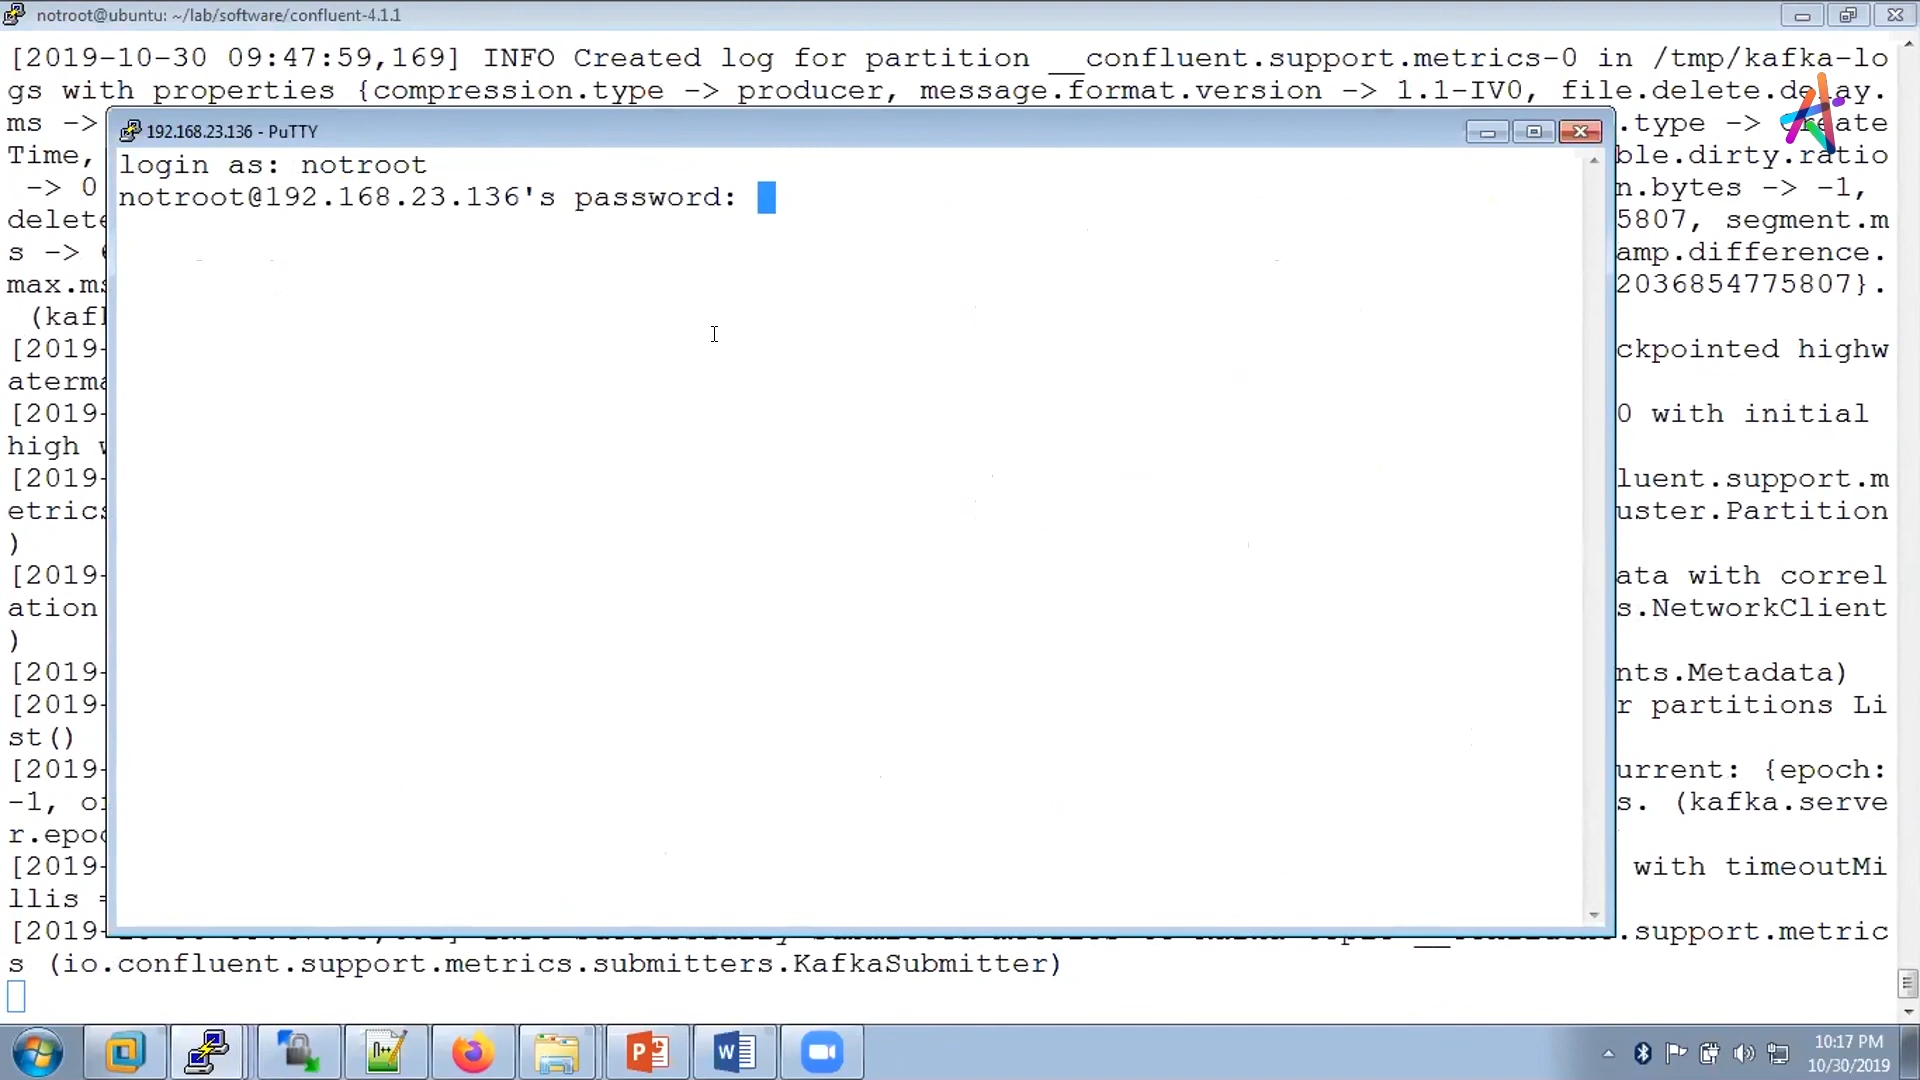 notroot@ubuntu: ~/lab/software/confluent-4.1.1
[2019-10-30 09:47:59,169] INFO Created log for partition __confluent.support.metrics-0 in /tmp/kafka-lo
gs with properties {compression.type -> producer, message.format.version -> 1.1-IV0, file.delete.delay.
ms -> .type -> Create
Time, ble.dirty.ratio
-> 0 n.bytes -> -1,
delete 5807, segment.m
s -> amp.difference.
max.ms 2036854775807}.
(kaf
[2019- ckpointed highw
aterma
[2019- 0 with initial
high
[2019- luent.support.m
etrics uster.Partition
)
[2019- ata with correl
ation s.NetworkClient
)
[2019- nts.Metadata)
[2019- r partitions Li
st()
[2019- urrent: {epoch:
-1, s. (kafka.serve
r.epoc
[2019- with timeoutMi
llis =
[2019- .support.metric
s (io.confluent.support.metrics.submitters.KafkaSubmitter)
192.168.23.136 - PuTTY
login as: notroot
notroot@192.168.23.136's password:
10:17 PM
10/30/2019